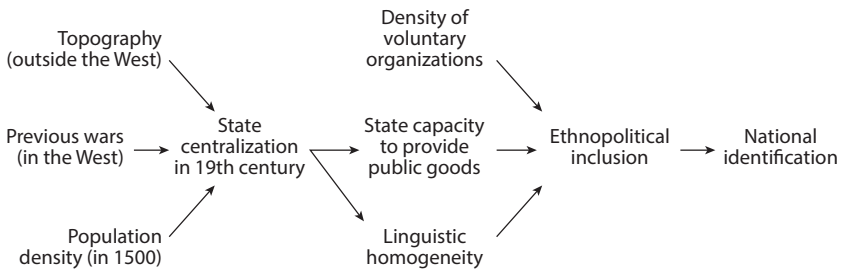 Topography
(outside the West)
Previous wars
(in the West)
Population
density (in 1500)
State
centralization
in 19th century
Density of
voluntary
organizations
State capacity
to provide
public goods
Linguistic
homogeneity
Ethnopolitical
inclusion
National
identification